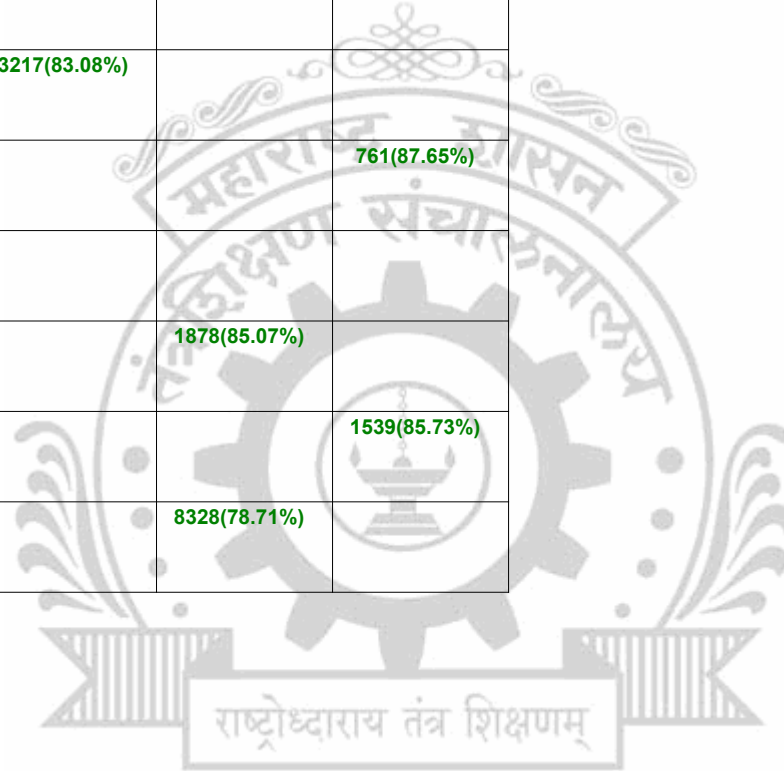 3217(83.08%)
महाराष्ट्र शासन
761(87.65%)
तंत्रशिक्षण संचालनालय
1878(85.07%)
1539(85.73%)
8328(78.71%)
राष्ट्रोध्दाराय तंत्र शिक्षणम्